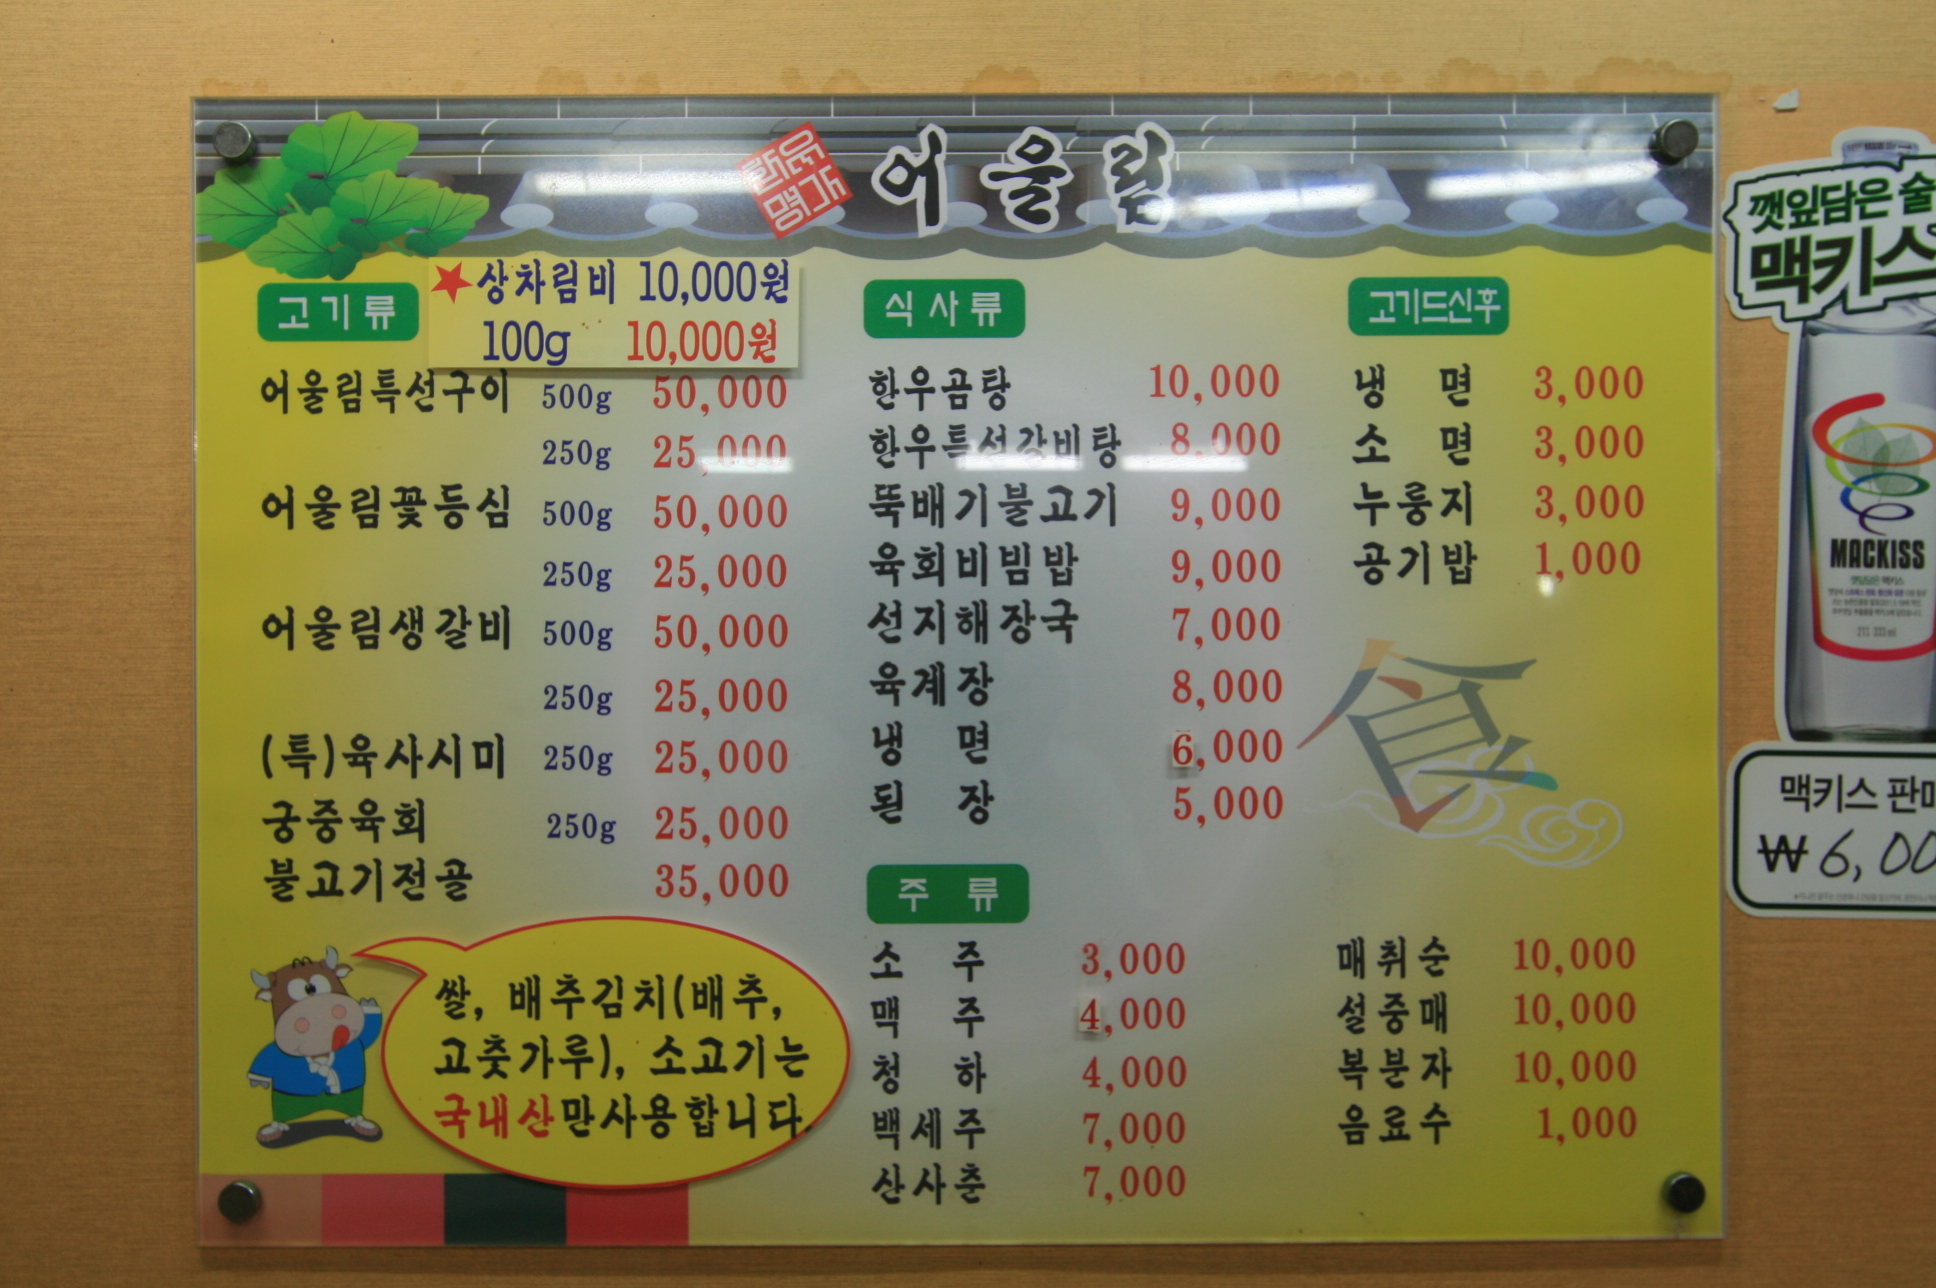 한우명가
어울림
고기류
★상차림비 10,000원
100g 10,000원
어울림특선구이 500g 50,000
250g 25,000
어울림꽃등심 500g 50,000
250g 25,000
어울림생갈비 500g 50,000
250g 25,000
(특)육사시미 250g 25,000
궁중육회 250g 25,000
불고기전골 35,000
쌀, 배추김치(배추,
고춧가루), 소고기는
국내산만사용합니다.
식사류
한우곰탕 10,000
한우특선갈비탕 8,000
뚝배기불고기 9,000
육회비빔밥 9,000
선지해장국 7,000
육계장 8,000
냉 면 6,000
된 장 5,000
고기드신후
냉 면 3,000
소 면 3,000
누룽지 3,000
공기밥 1,000
食
주 류
소 주 3,000
맥 주 4,000
청 하 4,000
백세주 7,000
산사춘 7,000
매취순 10,000
설중매 10,000
복분자 10,000
음료수 1,000
깻잎담은 술
맥키스
MACKISS
깻잎담은 맥키스
맥키스 판매
₩6,00